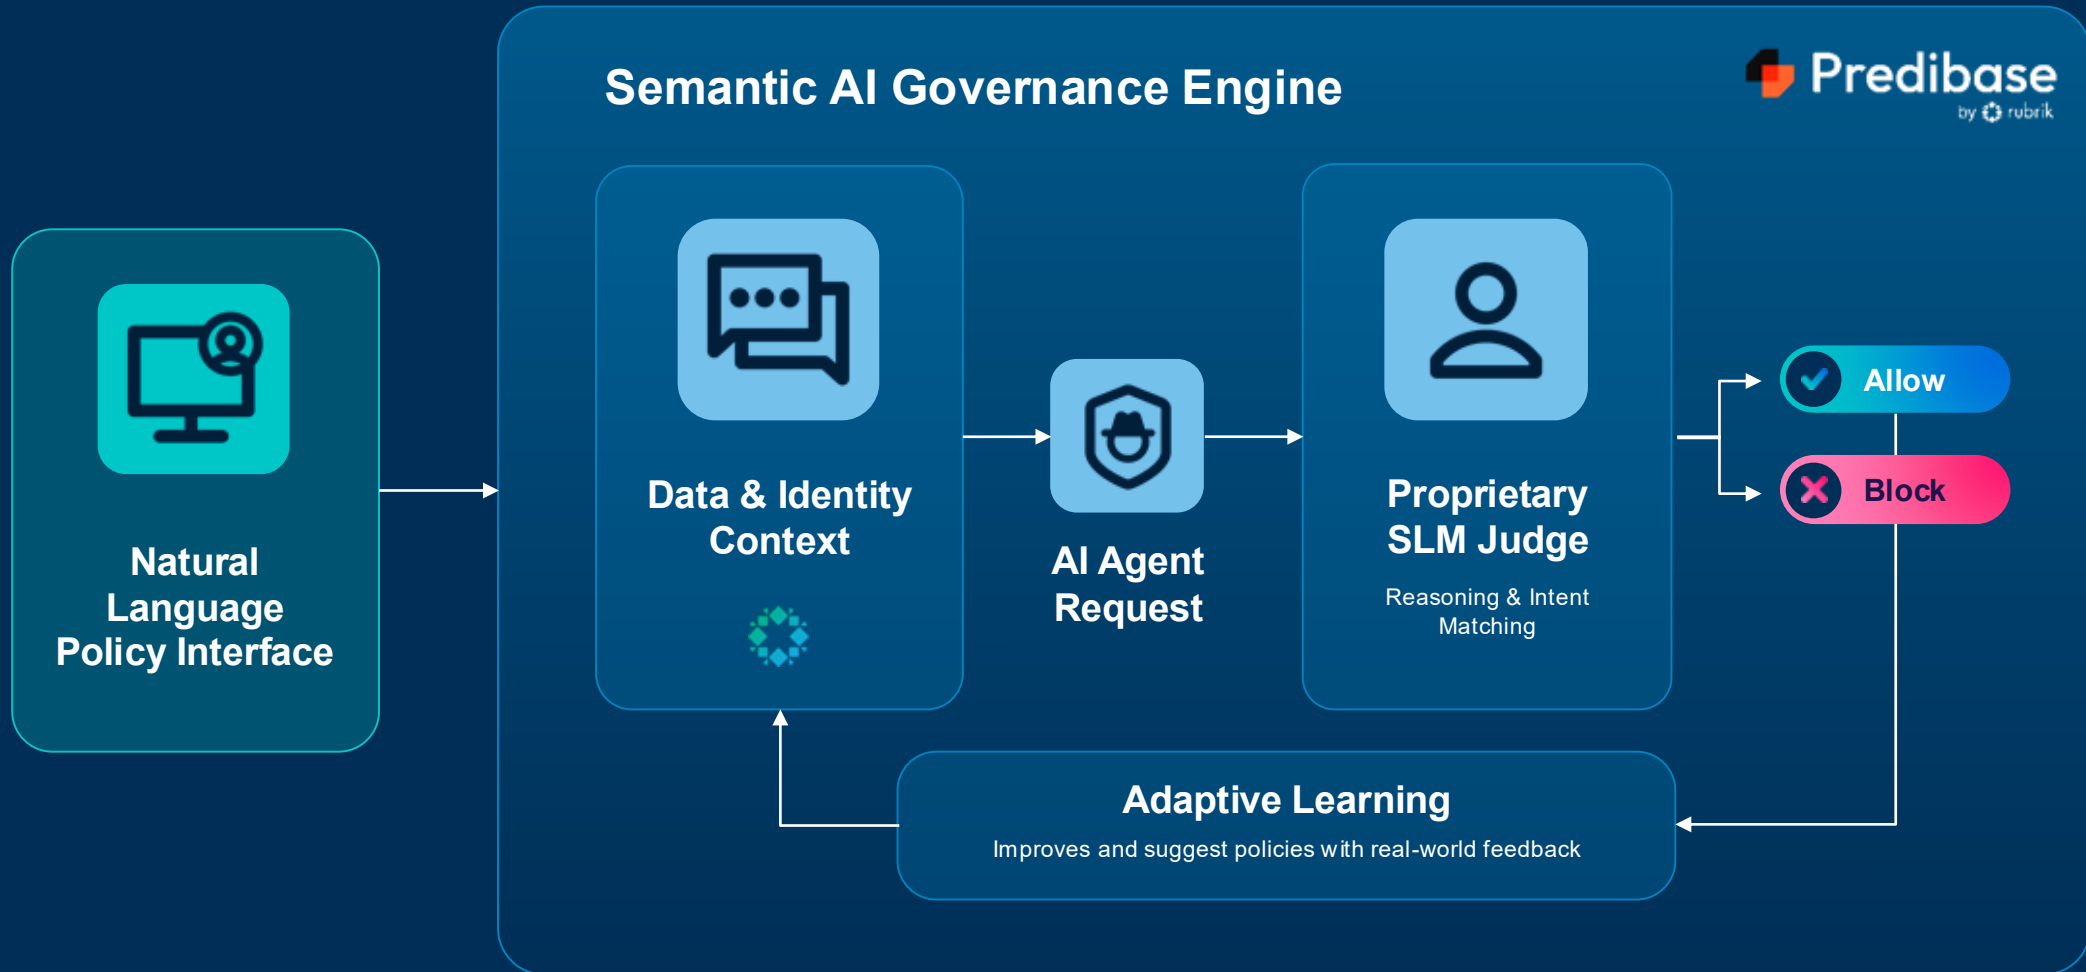 Semantic AI Governance Engine
Predibase
by rubrik
Natural
Language
Policy Interface
Data & Identity
Context
AI Agent
Request
Proprietary
SLM Judge
Reasoning & Intent
Matching
Allow
Block
Adaptive Learning
Improves and suggest policies with real-world feedback